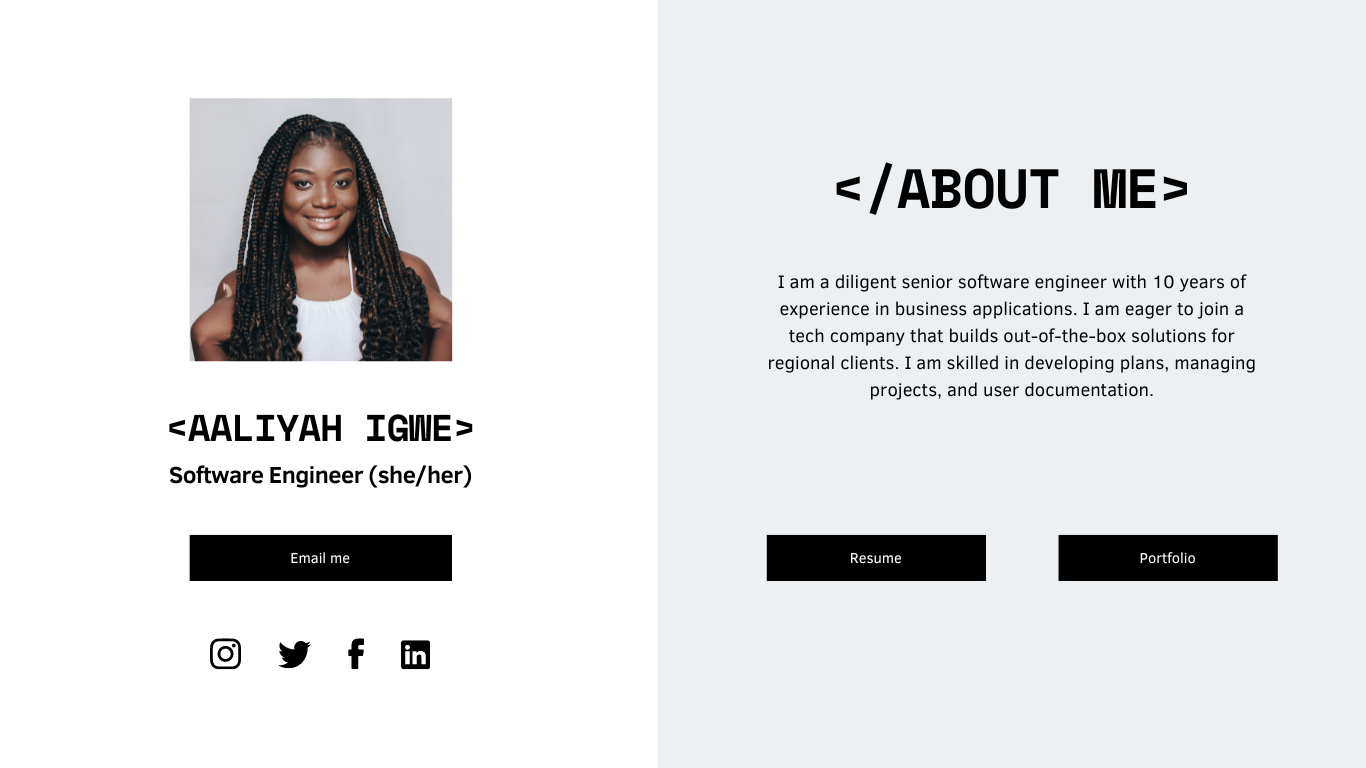 <AALIYAH IGWE>
Software Engineer (she/her)
Email me
</ABOUT ME>
I am a diligent senior software engineer with 10 years of
experience in business applications. I am eager to join a
tech company that builds out-of-the-box solutions for
regional clients. I am skilled in developing plans, managing
projects, and user documentation.
Resume
Portfolio